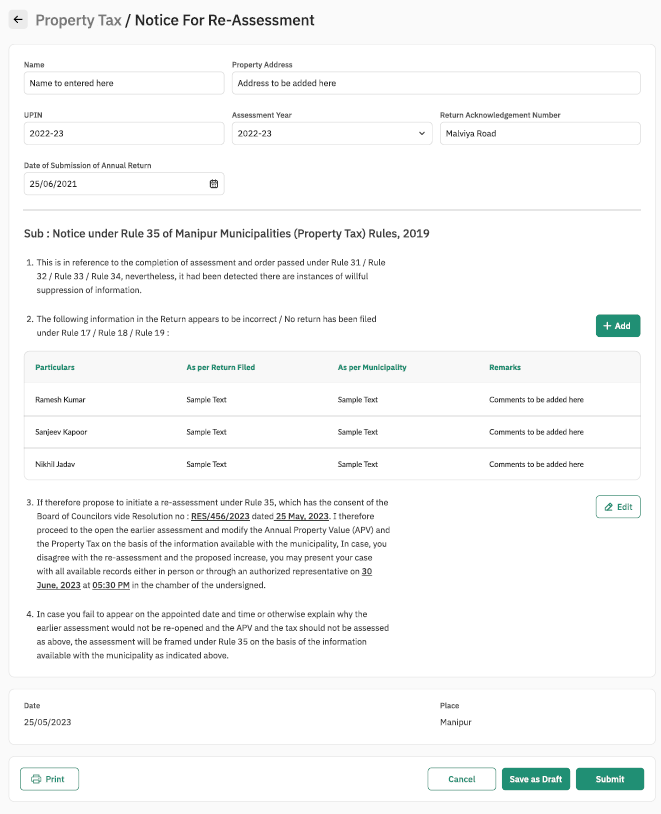 Property Tax / Notice For Re-Assessment
Name
Property Address
Name to entered here
Address to be added here
UPIN
Assessment Year
Return Acknowledgement Number
2022-23
2022-23
Malviya Road
Date of Submission of Annual Return
25/06/2021
Sub : Notice under Rule 35 of Manipur Municipalities (Property Tax) Rules, 2019
1. This is in reference to the completion of assessment and order passed under Rule 31 / Rule
32 / Rule 33 / Rule 34, nevertheless, it had been detected there are instances of willful
suppression of information.
2. The following information in the Return appears to be incorrect / No return has been filed
under Rule 17 / Rule 18 / Rule 19 :
+ Add
Particulars As per Return Filed As per Municipality Remarks
Ramesh Kumar Sample Text Sample Text Comments to be added here
Sanjeev Kapoor Sample Text Sample Text Comments to be added here
Nikhil Jadav Sample Text Sample Text Comments to be added here
3. If therefore propose to initiate a re-assessment under Rule 35, which has the consent of the
Board of Councilors vide Resolution no : RES/456/2023 dated 25 May, 2023. I therefore
proceed to the open the earlier assessment and modify the Annual Property Value (APV) and
the Property Tax on the basis of the information available with the municipality, In case, you
disagree with the re-assessment and the proposed increase, you may present your case
with all available records either in person or through an authorized representative on 30
June, 2023 at 05:30 PM in the chamber of the undersigned.
Edit
4. In case you fail to appear on the appointed date and time or otherwise explain why the
earlier assessment would not be re-opened and the APV and the tax should not be assessed
as above, the assessment will be framed under Rule 35 on the basis of the information
available with the municipality as indicated above.
Date
Place
25/05/2023
Manipur
Print
Cancel
Save as Draft
Submit